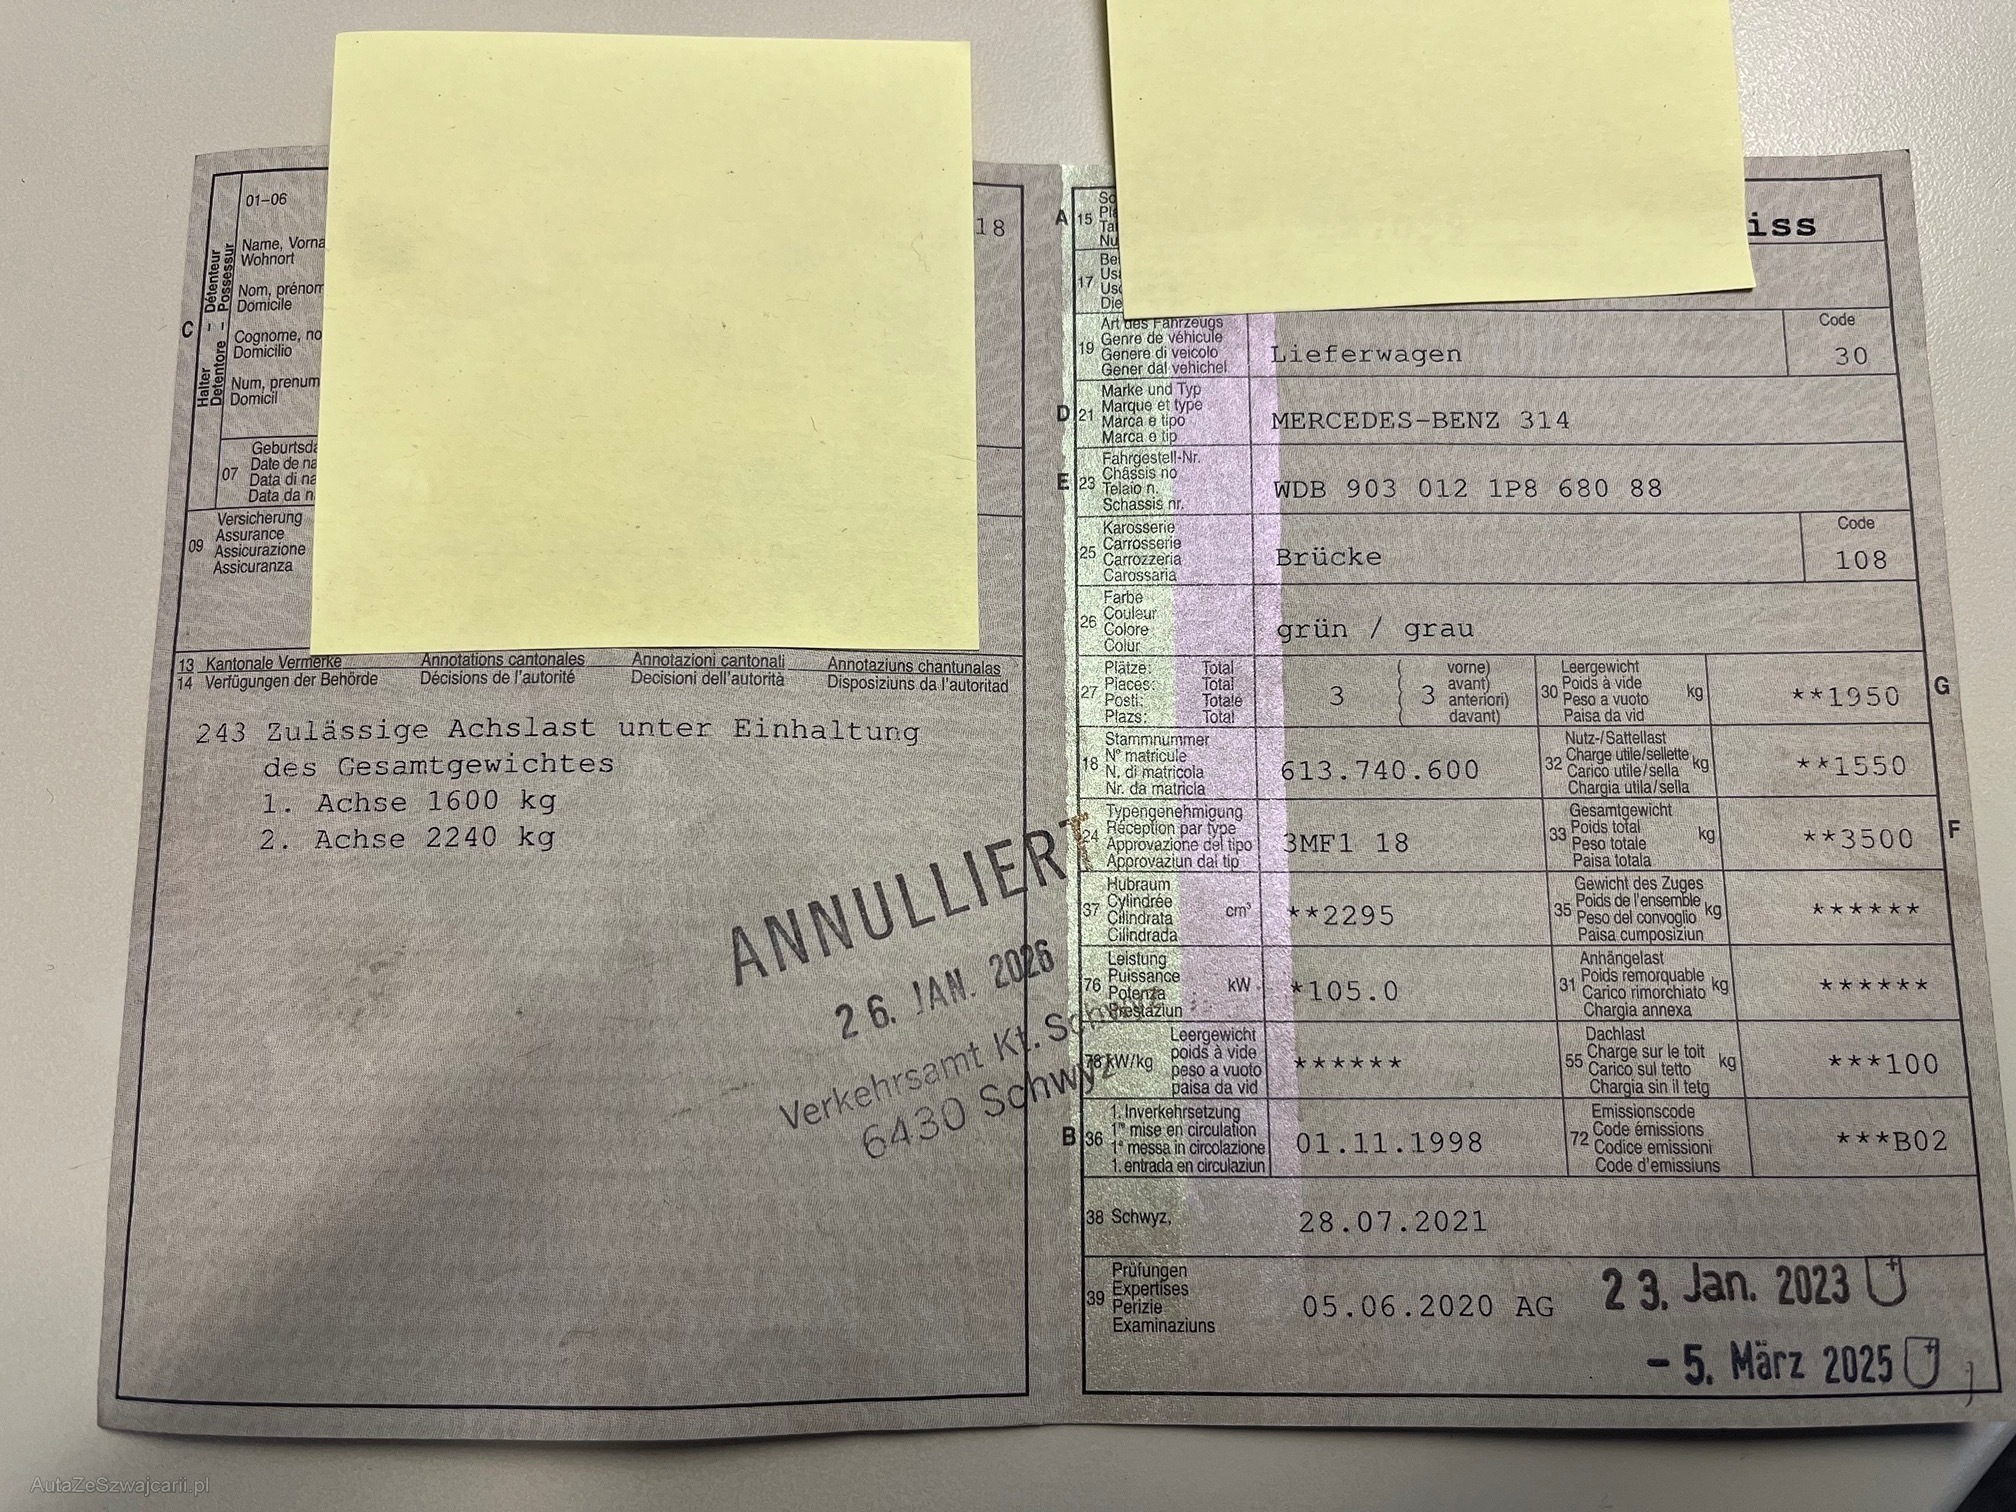 01-06
18
Name, Vorna
Wohnort
Nom, prénom
Domicile
Cognome, no
Domicilio
Num, prenum
Domicil
C
Halter – Détenteur
Detentore – Possessur
07
Geburtsda
Date de na
Data di na
Data da n
09
Versicherung
Assurance
Assicurazione
Assicuranza
13 Kantonale Vermerke Annotations cantonales Annotazioni cantonali Annotaziuns chantunalas
14 Verfügungen der Behörde Décisions de l'autorité Decisioni dell'autorità Disposiziuns da l'autoritad
243 Zulässige Achslast unter Einhaltung
des Gesamtgewichtes
1. Achse 1600 kg
2. Achse 2240 kg
ANNULLIERT
26. JAN. 2026
Verkehrsamt Kt. Schwyz
6430 Schwyz
A 15
iss
17
19
Art des Fahrzeugs
Genre de véhicule
Genere di veicolo
Gener dal vehichel
Lieferwagen
Code
30
D 21
Marke und Typ
Marque et type
Marca e tipo
Marca e tip
MERCEDES-BENZ 314
E 23
Fahrgestell-Nr.
Châssis no
Telaio n.
Schassis nr.
WDB 903 012 1P8 680 88
25
Karosserie
Carrosserie
Carrozzeria
Carossaria
Brücke
Code
108
26
Farbe
Couleur
Colore
Colur
grün / grau
27
Plätze: Total
Places: Total
Posti: Totale
Plazs: Total
3 ( 3 vorne)
avant)
anteriori)
davant)
30
Leergewicht
Poids à vide
Peso a vuoto
Paisa da vid
kg
**1950
G
18
Stammnummer
N° matricule
N. di matricola
Nr. da matricla
613.740.600
32
Nutz-/Sattellast
Charge utile/sellette
Carico utile/sella
Chargia utila/sella
kg
**1550
24
Typengenehmigung
Réception par type
Approvazione del tipo
Approvaziun dal tip
3MF1 18
33
Gesamtgewicht
Poids total
Peso totale
Paisa totala
kg
**3500
F
37
Hubraum
Cylindrée
Cilindrata
Cilindrada
cm³
**2295
35
Gewicht des Zuges
Poids de l'ensemble
Peso del convoglio
Paisa cumposiziun
kg
******
76
Leistung
Puissance
Potenza
Prestaziun
kW
*105.0
31
Anhängelast
Poids remorquable
Carico rimorchiato
Chargia annexa
kg
******
78 kW/kg
Leergewicht
poids à vide
peso a vuoto
paisa da vid
******
55
Dachlast
Charge sur le toit
Carico sul tetto
Chargia sin il tetg
kg
***100
B 36
1. Inverkehrsetzung
1re mise en circulation
1a messa in circolazione
1. entrada en circulaziun
01.11.1998
72
Emissionscode
Code émissions
Codice emissioni
Code d'emissiuns
***B02
38 Schwyz,
28.07.2021
39
Prüfungen
Expertises
Perizie
Examinaziuns
05.06.2020 AG
23. Jan. 2023
- 5. März 2025
AutaZeSzwajcarii.pl